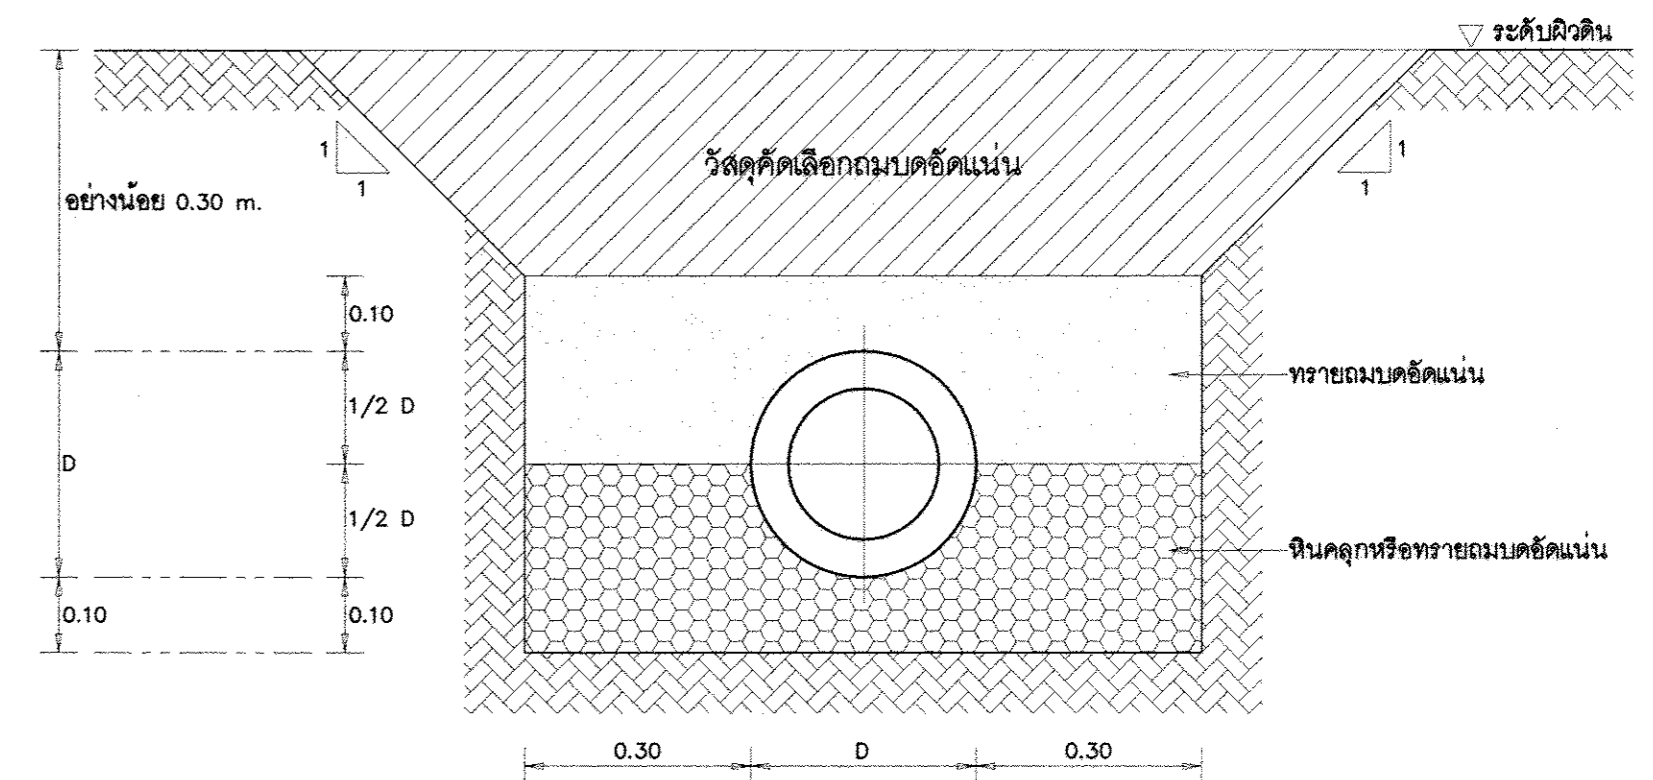 ระดับผิวดิน
1
1
วัสดุคัดเลือกถมบดอัดแน่น
1
1
อย่างน้อย 0.30 m.
0.10
ทรายถมบดอัดแน่น
1/2 D
D
1/2 D
หินคลุกหรือทรายถมบดอัดแน่น
0.10
0.10
0.30
D
0.30